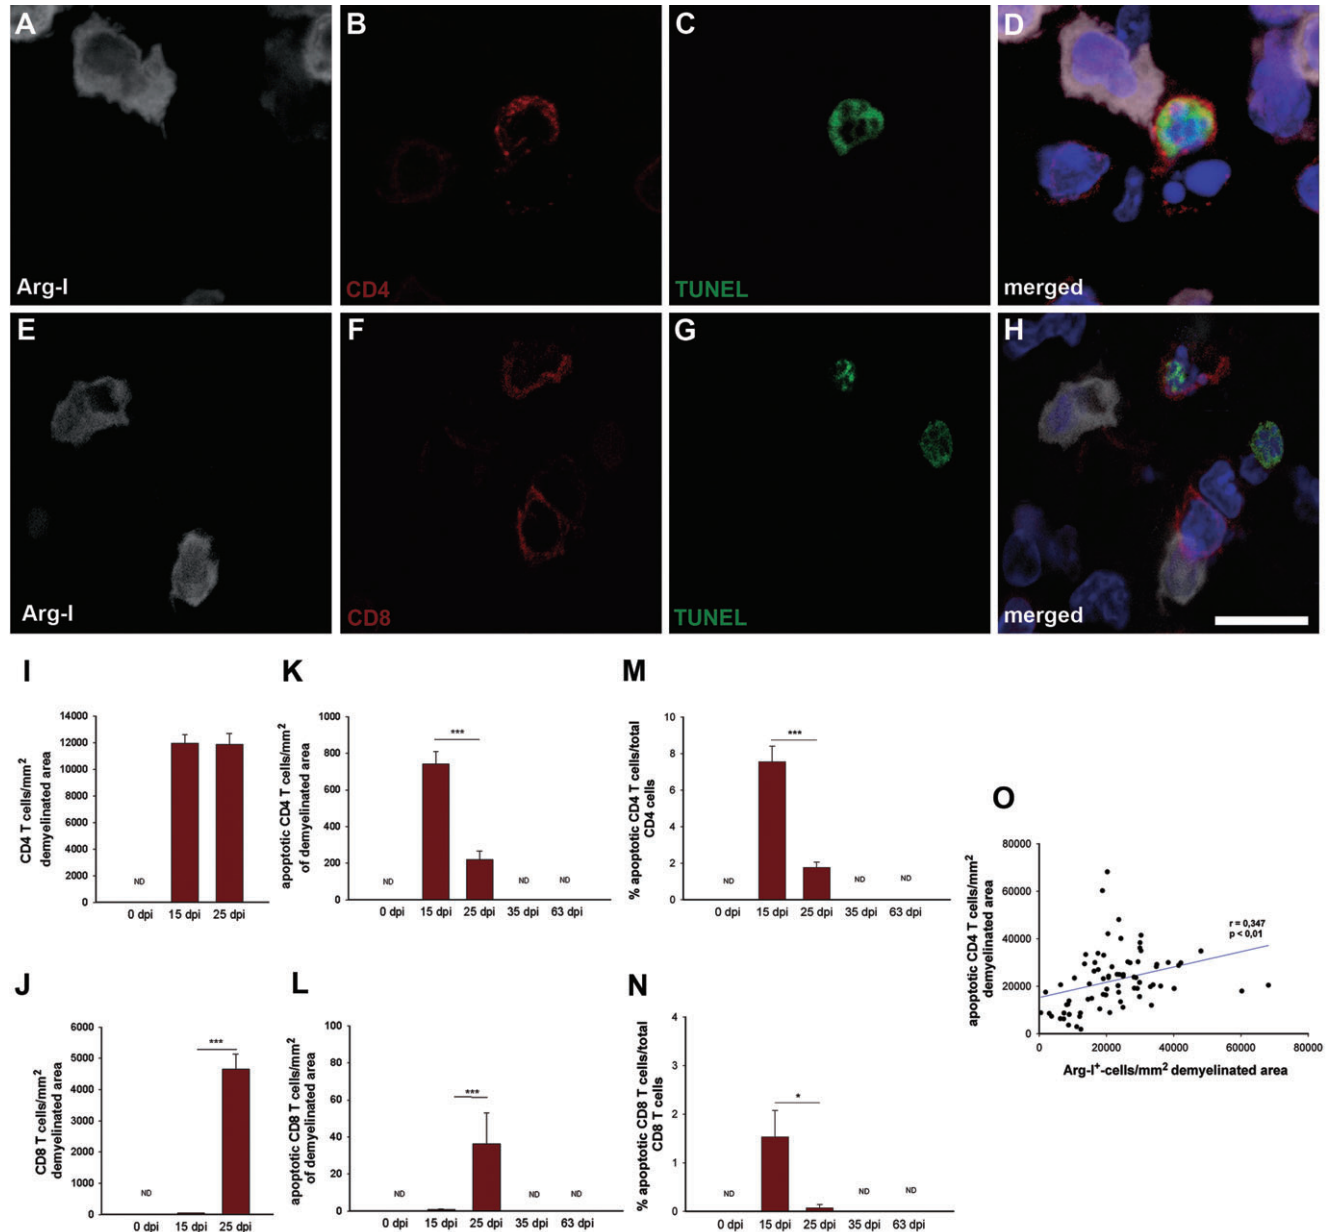 A
B
C
D
Arg-I
CD4
TUNEL
merged
E
F
G
H
Arg-I
CD8
TUNEL
merged
I
CD4 T cells/mm²
demyelinated area
14000
12000
10000
8000
6000
4000
2000
0
ND
0 dpi 15 dpi 25 dpi
K
apoptotic CD4 T cells/mm²
of demyelinated area
1000
800
600
400
200
0
***
ND ND ND
0 dpi 15 dpi 25 dpi 35 dpi 63 dpi
M
% apoptotic CD4 T cells/total
CD4 cells
10
8
6
4
2
0
***
ND ND ND
0 dpi 15 dpi 25 dpi 35 dpi 63 dpi
O
apoptotic CD4 T cells/mm²
demyelinated area
80000
60000
40000
20000
0
r = 0,347
p < 0,01
0 20000 40000 60000 80000
Arg-I⁺-cells/mm² demyelinated area
J
CD8 T cells/mm²
demyelinated area
6000
5000
4000
3000
2000
1000
0
***
ND
0 dpi 15 dpi 25 dpi
L
apoptotic CD8 T cells/mm²
of demyelinated area
100
80
60
40
20
0
***
ND ND ND
0 dpi 15 dpi 25 dpi 35 dpi 63 dpi
N
% apoptotic CD8 T cells/total
CD8 T cells
4
3
2
1
0
*
ND ND ND
0 dpi 15 dpi 25 dpi 35 dpi 63 dpi